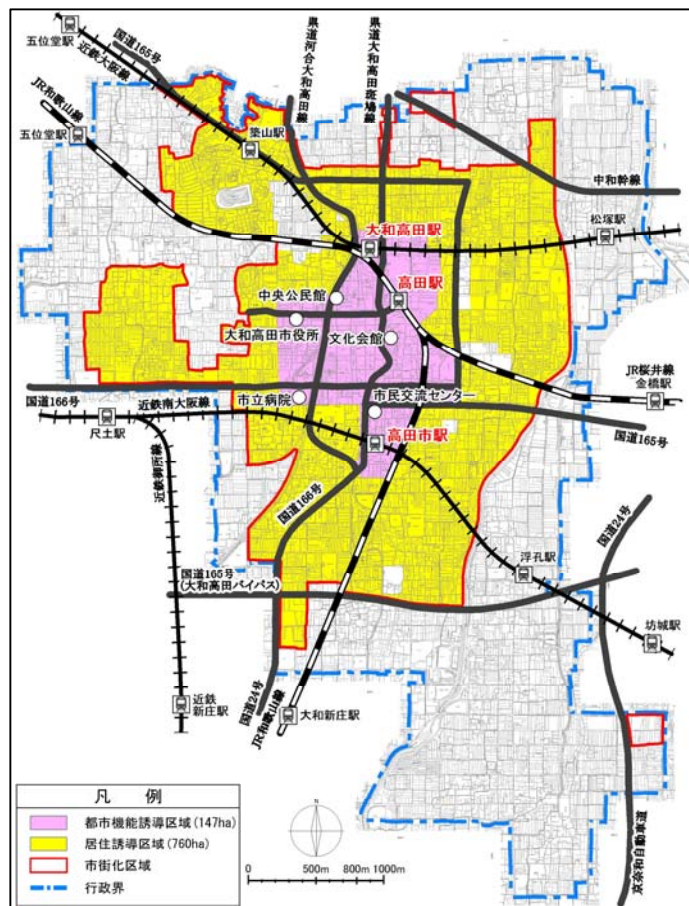 五位堂駅
近鉄大阪線
国道165号
県道河合大和高田線
県道大和高田斑鳩線
JR和歌山線
五位堂駅
築山駅
中和幹線
松塚駅
大和高田駅
高田駅
中央公民館
大和高田市役所
文化会館
JR桜井線
金橋駅
市立病院
市民交流センター
国道166号
近鉄南大阪線
国道165号
尺土駅
高田市駅
近鉄御所線
国道166号
国道24号
国道165号
(大和高田バイパス)
浮孔駅
坊城駅
近鉄
新庄駅
国道24号
JR和歌山線
大和新庄駅
京奈和自動車道
凡 例
都市機能誘導区域(147ha)
居住誘導区域(760ha)
市街化区域
行政界
N
0 500m 800m 1000m